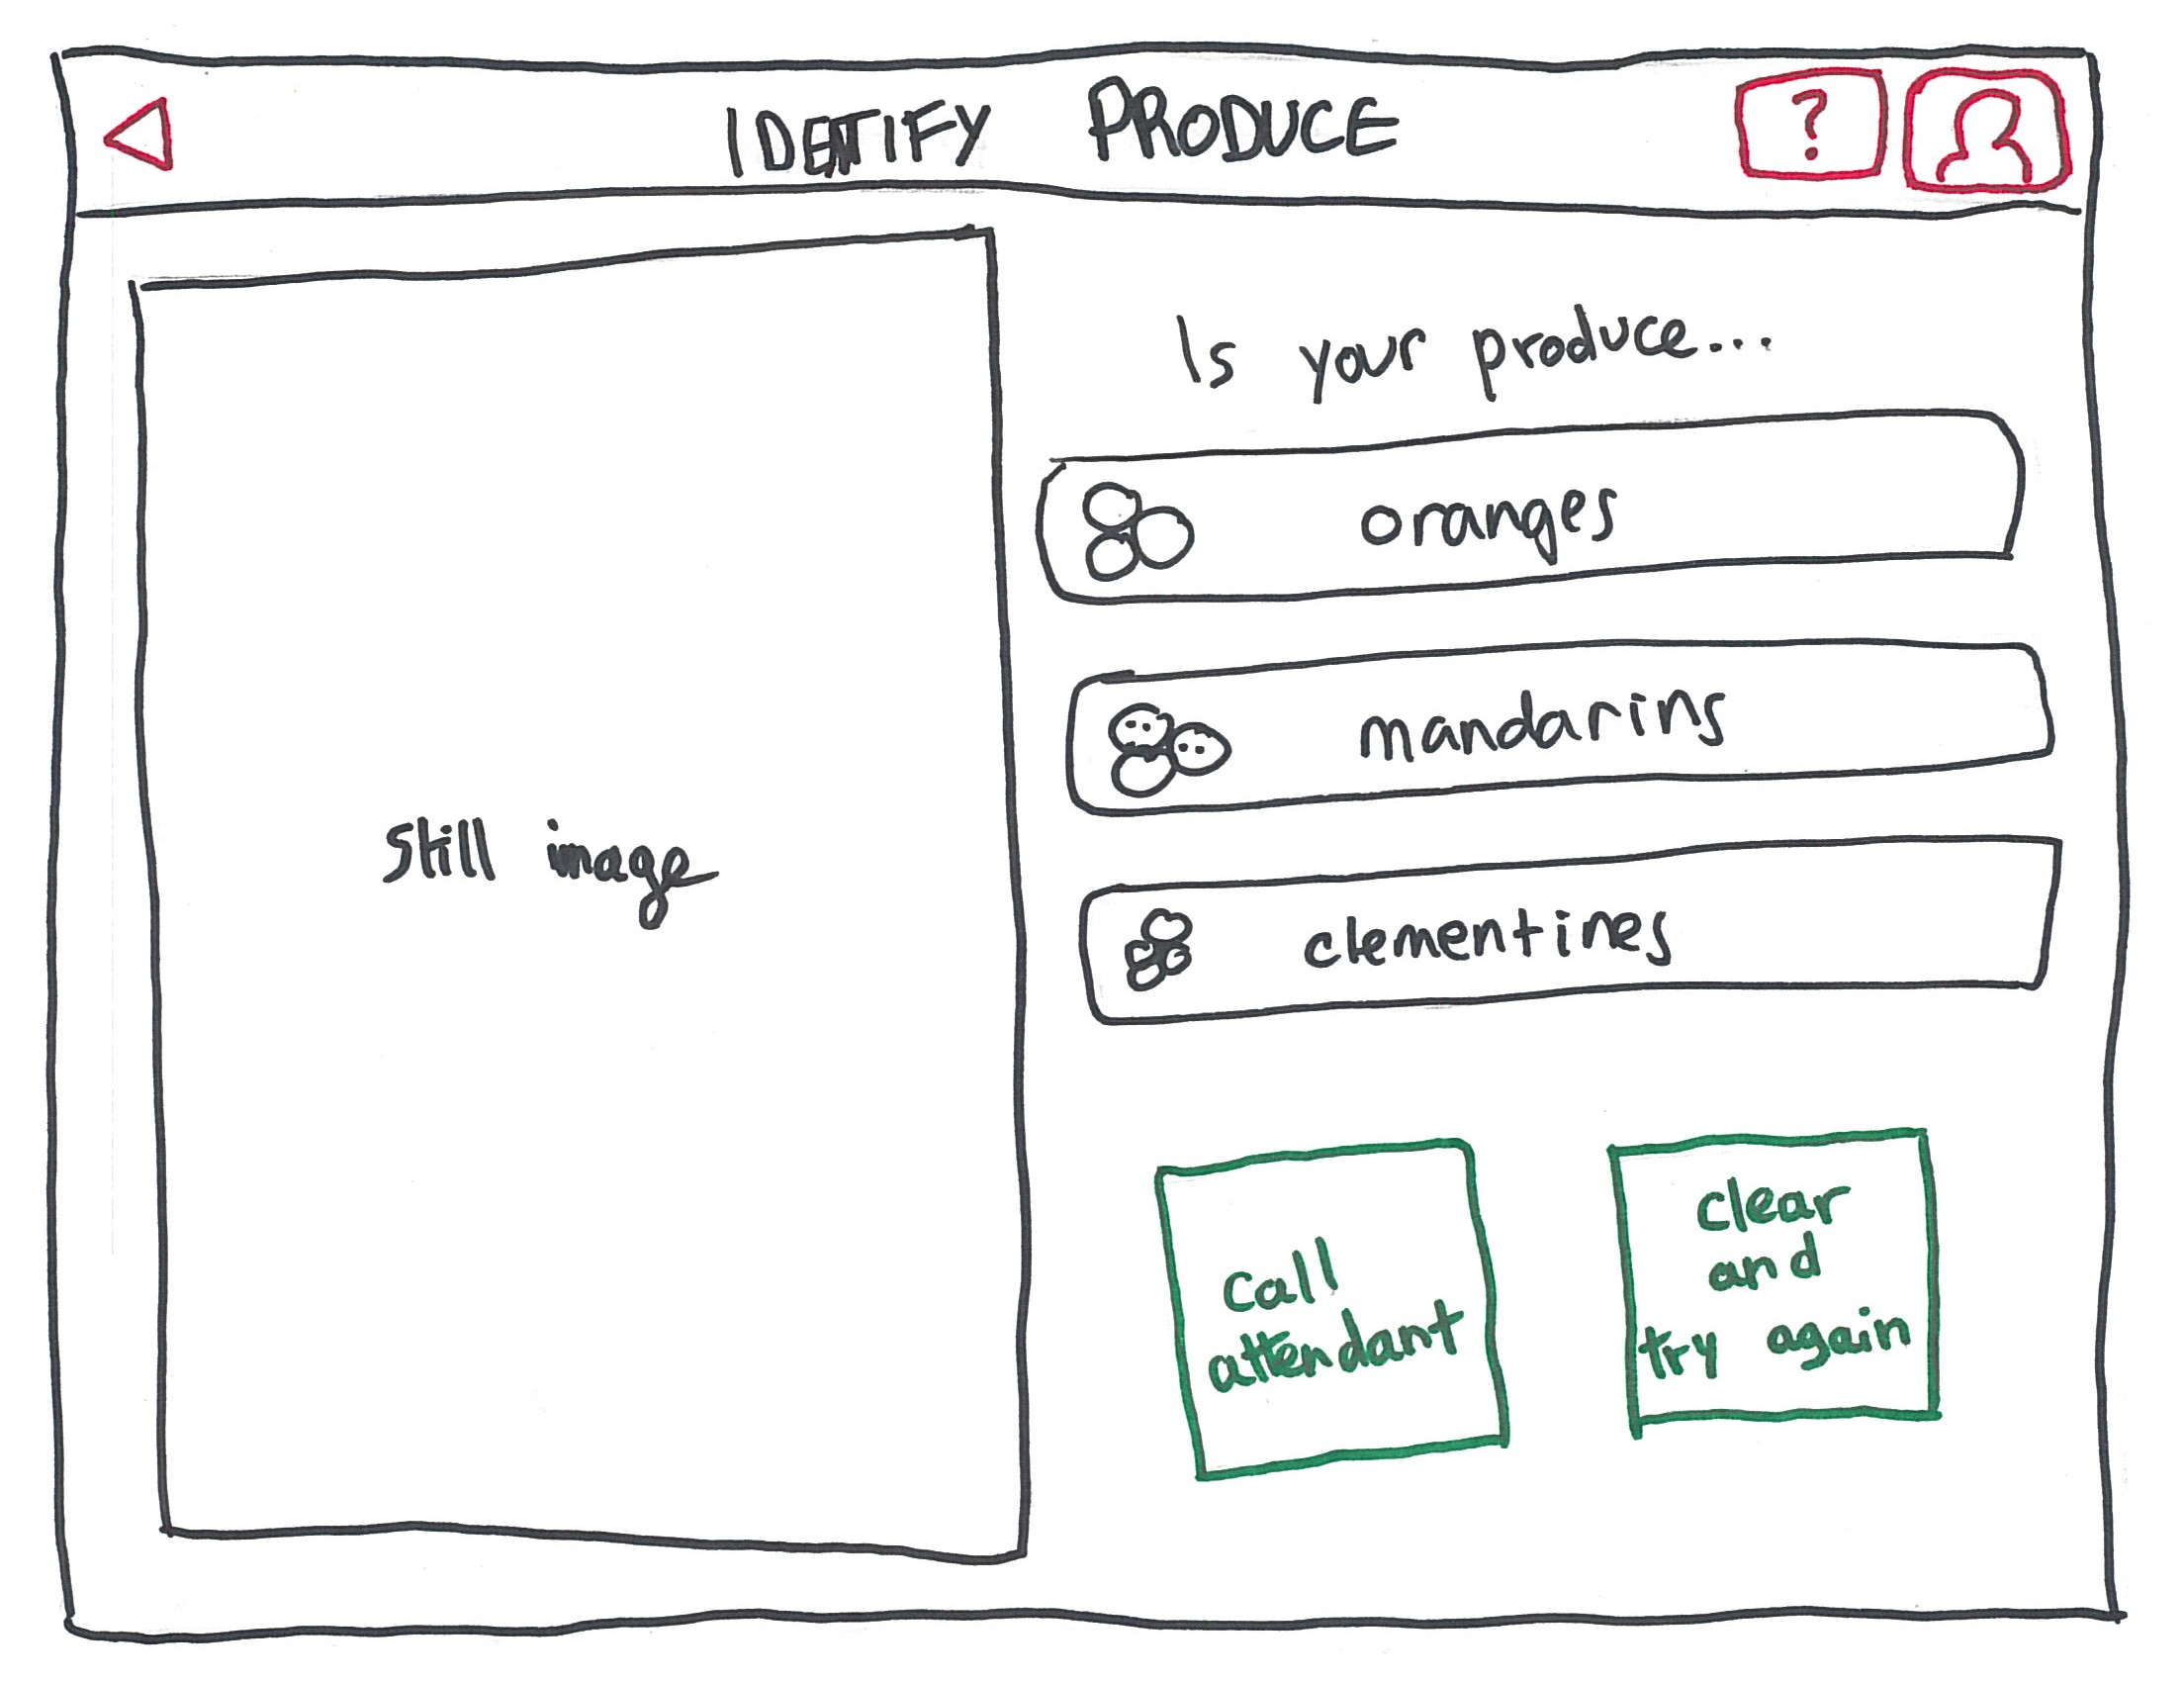 IDENTIFY PRODUCE
?
Still image
Is your produce...
oranges
mandarins
clementines
call
attendant
clear
and
try again